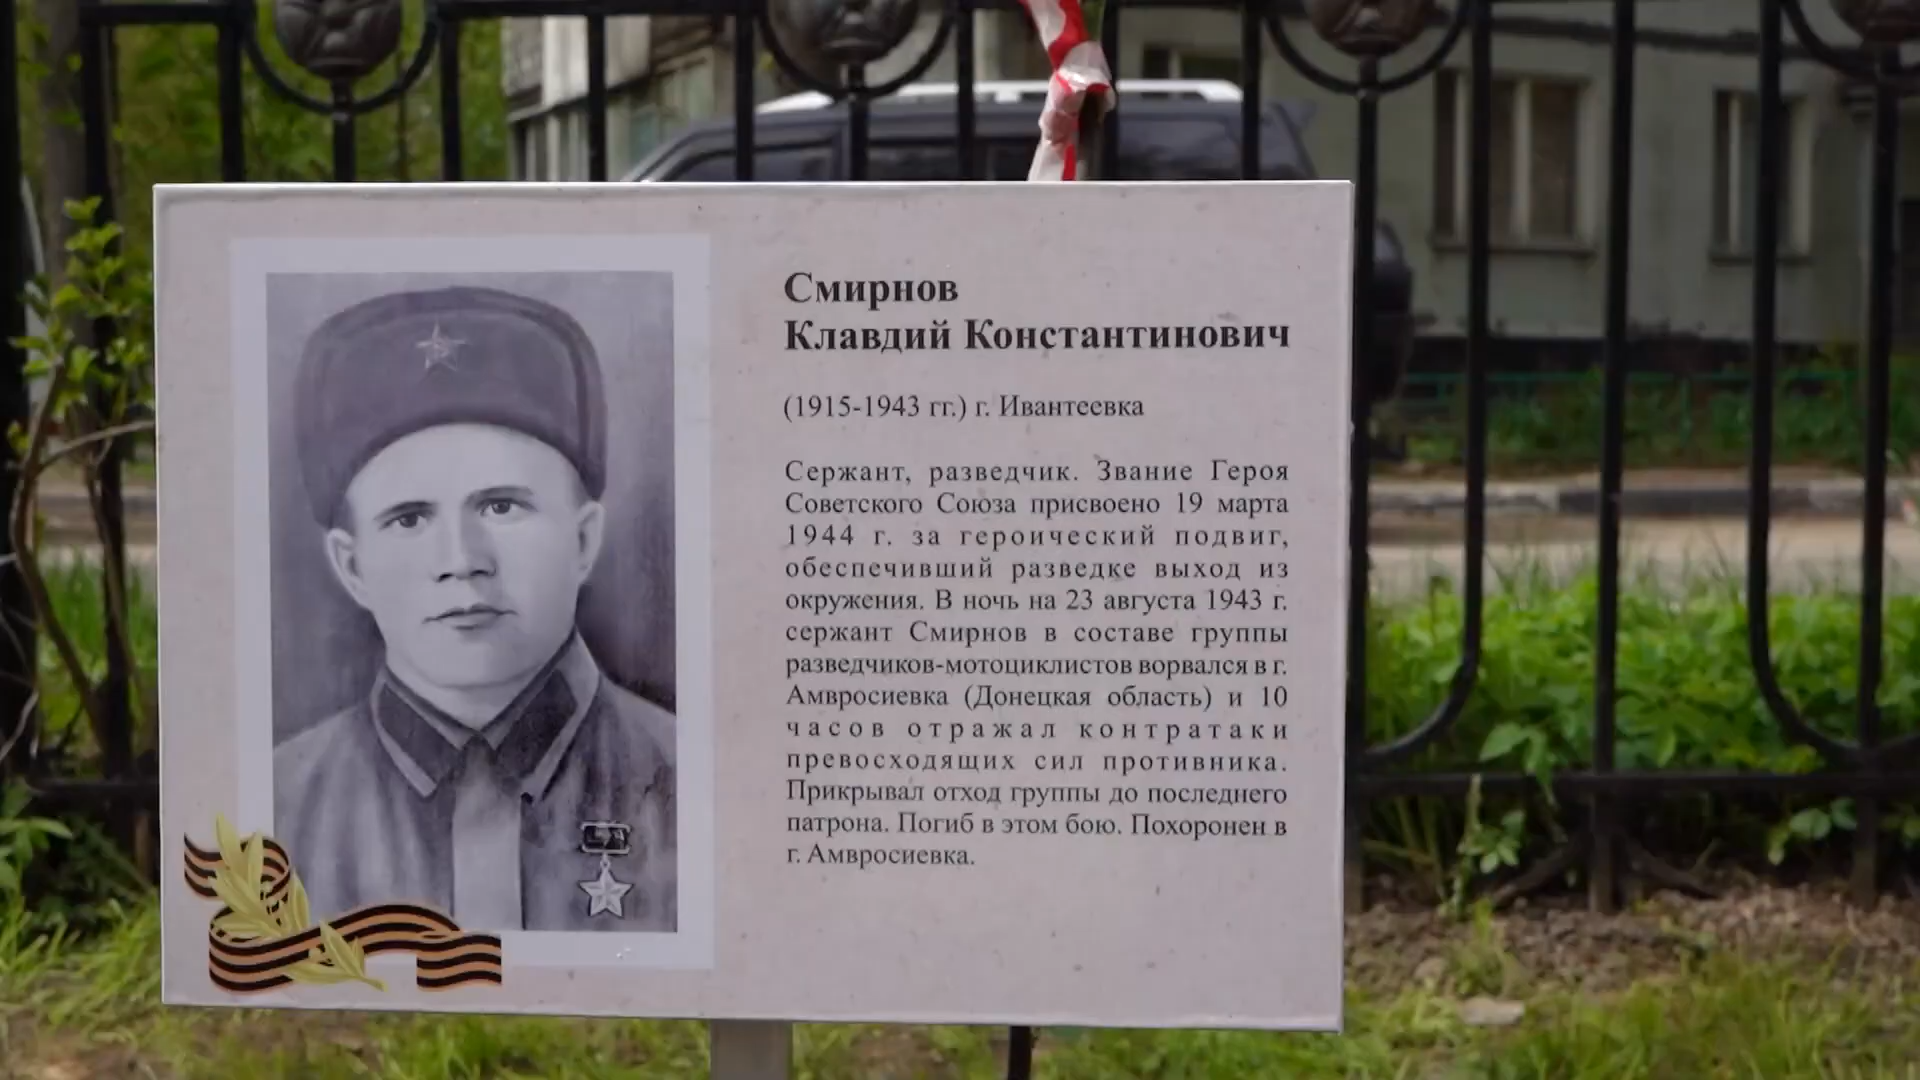 Смирнов
Клавдий Константинович
(1915-1943 гг.) г. Ивантеевка
Сержант, разведчик. Звание Героя
Советского Союза присвоено 19 марта
1944 г. за героический подвиг,
обеспечивший разведке выход из
окружения. В ночь на 23 августа 1943 г.
сержант Смирнов в составе группы
разведчиков-мотоциклистов ворвался в г.
Амвросиевка (Донецкая область) и 10
часов отражал контратаки
превосходящих сил противника.
Прикрывал отход группы до последнего
патрона. Погиб в этом бою. Похоронен в
г. Амвросиевка.